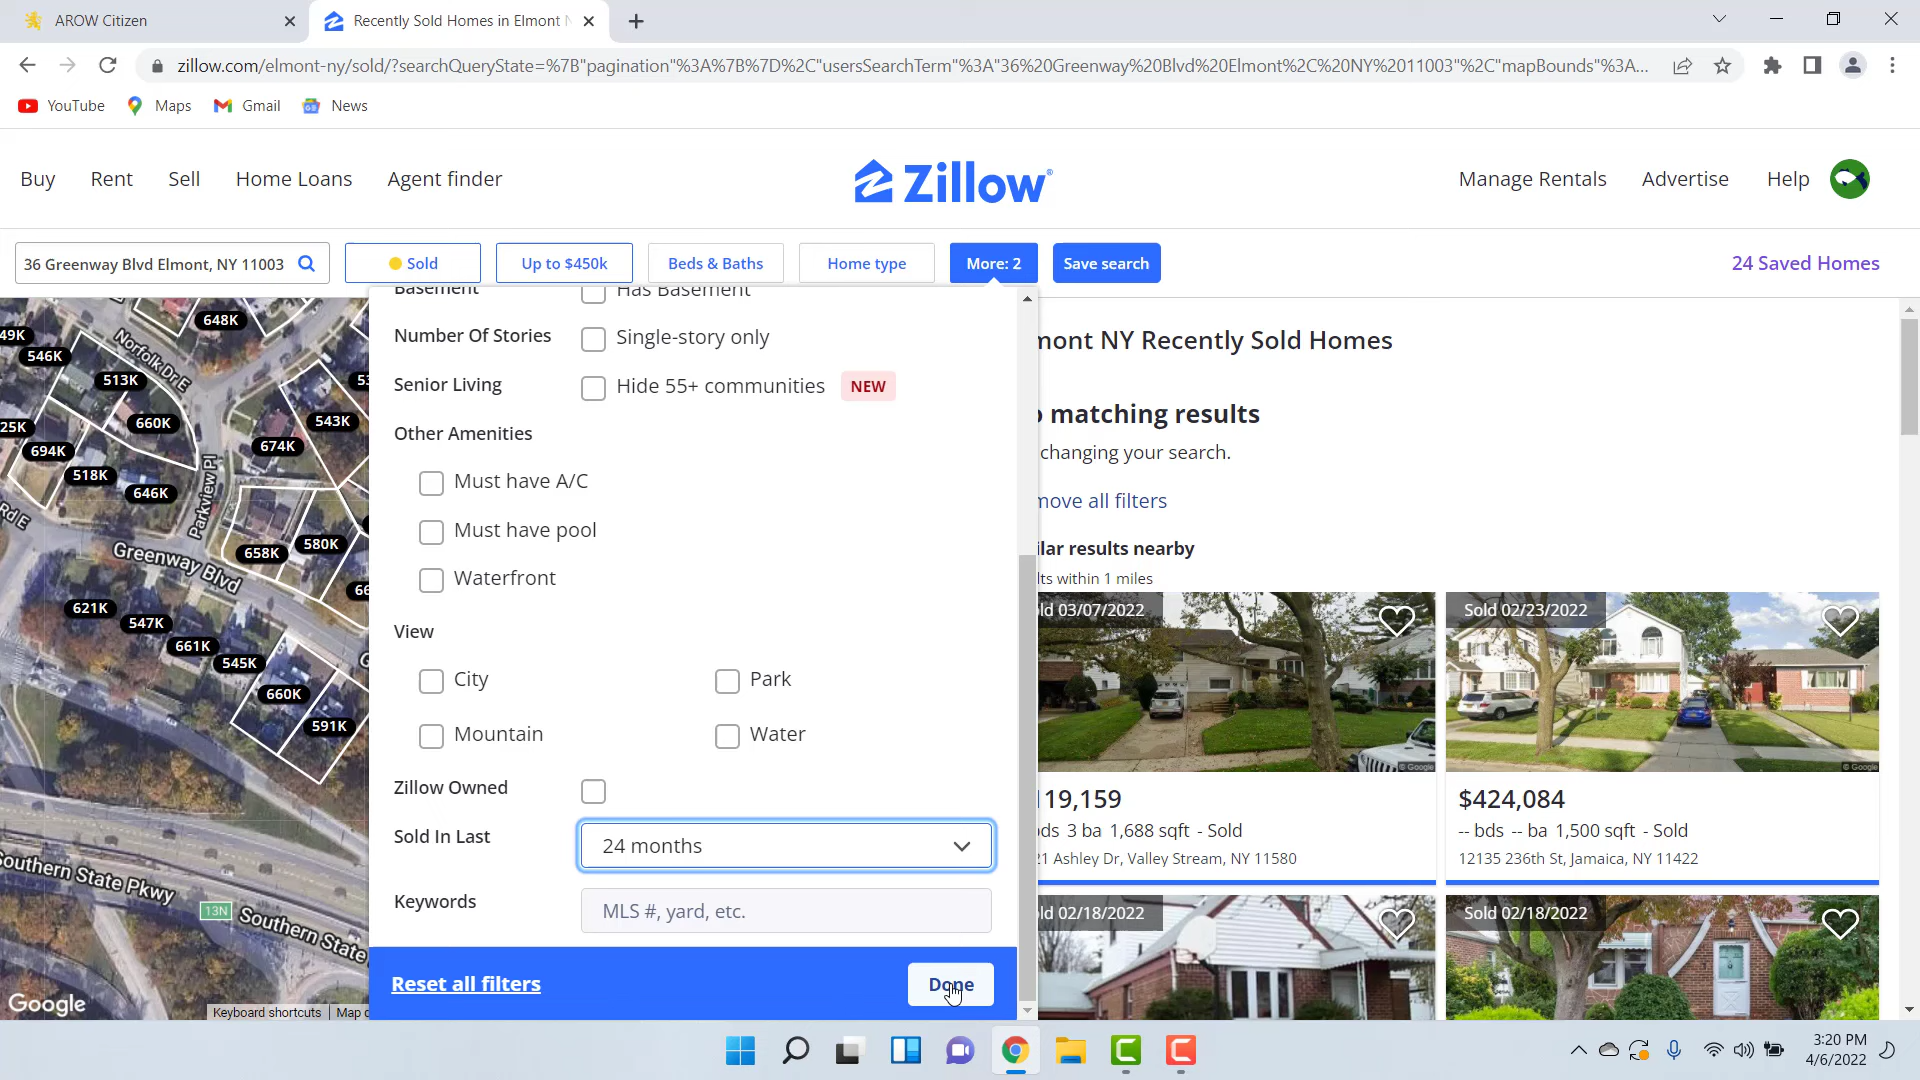 AROW Citizen
Recently Sold Homes in Elmont
zillow.com/elmont-ny/sold/?searchQueryState=%7B"pagination"%3A%7B%7D%2C"usersSearchTerm"%3A"36%20Greenway%20Blvd%20Elmont%2C%20NY%2011003"%2C"mapBounds"%3A...
YouTube Maps Gmail News
Buy Rent Sell Home Loans Agent finder
Zillow
Manage Rentals Advertise Help
36 Greenway Blvd Elmont, NY 11003
Sold
Up to $450k
Beds & Baths
Home type
More: 2
Save search
24 Saved Homes
648K
49K
546K
Norfolk Dr E
513K
660K
543K
25K
694K
674K
518K
646K
Parkview Pl
Rd E
Greenway Blvd
658K
580K
621K
547K
661K
545K
660K
591K
Southern State Pkwy
13N
Southern State
Google
Keyboard shortcuts
Map
Basement Has Basement
Number Of Stories Single-story only
Senior Living Hide 55+ communities NEW
Other Amenities
Must have A/C
Must have pool
Waterfront
View
City Park
Mountain Water
Zillow Owned
Sold In Last 24 months
Keywords MLS #, yard, etc.
Reset all filters
Done
mont NY Recently Sold Homes
matching results
changing your search.
move all filters
ilar results nearby
lts within 1 miles
ld 03/07/2022
Google
19,159
ds 3 ba 1,688 sqft - Sold
21 Ashley Dr, Valley Stream, NY 11580
Sold 02/23/2022
Google
$424,084
-- bds -- ba 1,500 sqft - Sold
12135 236th St, Jamaica, NY 11422
ld 02/18/2022
Sold 02/18/2022
3:20 PM
4/6/2022